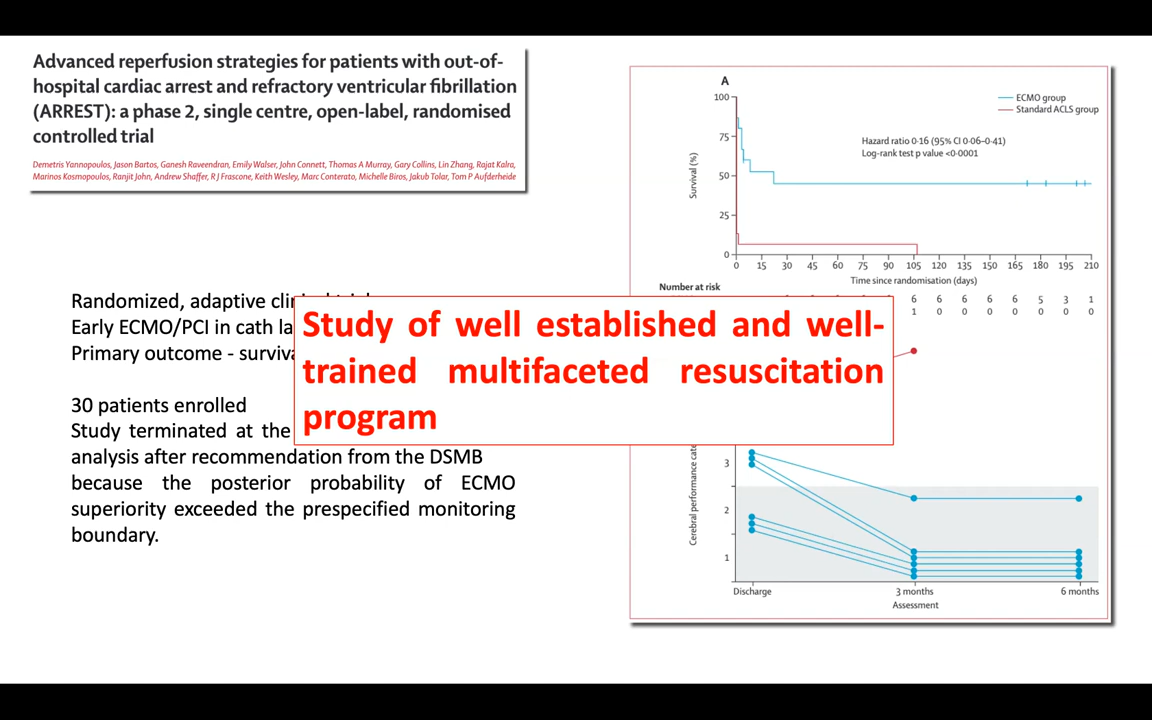 Advanced reperfusion strategies for patients with out-of-
hospital cardiac arrest and refractory ventricular fibrillation
(ARREST): a phase 2, single centre, open-label, randomised
controlled trial
Demetris Yannopoulos, Jason Bartos, Ganesh Raveendran, Emily Walser, John Connett, Thomas A Murray, Gary Collins, Lin Zhang, Rajat Kalra,
Marinos Kosmopoulos, Ranjit John, Andrew Shaffer, R J Frascone, Keith Wesley, Marc Conterato, Michelle Biros, Jakub Tolar, Tom P Aufderheide
Randomized, adaptive
Early ECMO/PCI in cath
Primary outcome -
30 patients enrolled
Study terminated at the
analysis after recommendation from the DSMB
because the posterior probability of ECMO
superiority exceeded the prespecified monitoring
boundary.
Study of well established and well-
trained multifaceted resuscitation
program
A
100
75
50
25
0
Survival (%)
ECMO group
Standard ACLS group
Hazard ratio 0·16 (95% CI 0·06–0·41)
Log-rank test p value <0·0001
0 15 30 45 60 75 90 105 120 135 150 165 180 195 210
Time since randomisation (days)
Number at risk
6 6 6 6 6 5 3 1
1 0 0 0 0 0 0 0
Cerebral performance
3
2
1
Discharge 3 months 6 months
Assessment